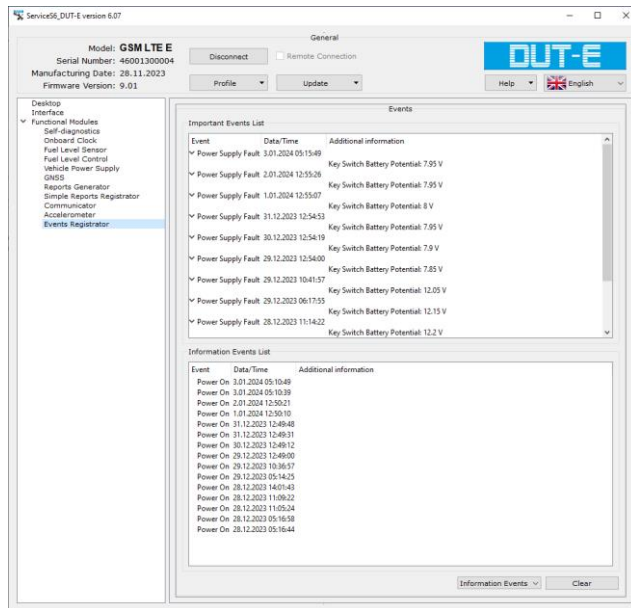 ServiceS6_DUT-E version 6.07
General
Model: GSM LTE E
Serial Number: 46001300004
Manufacturing Date: 28.11.2023
Firmware Version: 9.01
Disconnect
Remote Connection
Profile
Update
DUT-E
Help
English
Desktop
Interface
Functional Modules
Self-diagnostics
Onboard Clock
Fuel Level Sensor
Fuel Level Control
Vehicle Power Supply
GNSS
Reports Generator
Simple Reports Registrator
Communicator
Accelerometer
Events Registrator
Events
Important Events List
Event Data/Time Additional information
Power Supply Fault 3.01.2024 05:15:49
Key Switch Battery Potential: 7.95 V
Power Supply Fault 2.01.2024 12:55:26
Key Switch Battery Potential: 7.95 V
Power Supply Fault 1.01.2024 12:55:07
Key Switch Battery Potential: 8 V
Power Supply Fault 31.12.2023 12:54:53
Key Switch Battery Potential: 7.95 V
Power Supply Fault 30.12.2023 12:54:19
Key Switch Battery Potential: 7.9 V
Power Supply Fault 29.12.2023 12:54:00
Key Switch Battery Potential: 7.85 V
Power Supply Fault 29.12.2023 10:41:57
Key Switch Battery Potential: 12.05 V
Power Supply Fault 29.12.2023 06:17:55
Key Switch Battery Potential: 12.15 V
Power Supply Fault 28.12.2023 11:14:22
Key Switch Battery Potential: 12.2 V
Information Events List
Event Data/Time Additional information
Power On 3.01.2024 05:10:49
Power On 3.01.2024 05:10:39
Power On 2.01.2024 12:50:21
Power On 1.01.2024 12:50:10
Power On 31.12.2023 12:49:48
Power On 31.12.2023 12:49:31
Power On 30.12.2023 12:49:12
Power On 29.12.2023 12:49:00
Power On 29.12.2023 10:36:57
Power On 29.12.2023 05:14:25
Power On 28.12.2023 14:01:43
Power On 28.12.2023 11:09:22
Power On 28.12.2023 11:05:24
Power On 28.12.2023 05:16:58
Power On 28.12.2023 05:16:44
Information Events
Clear